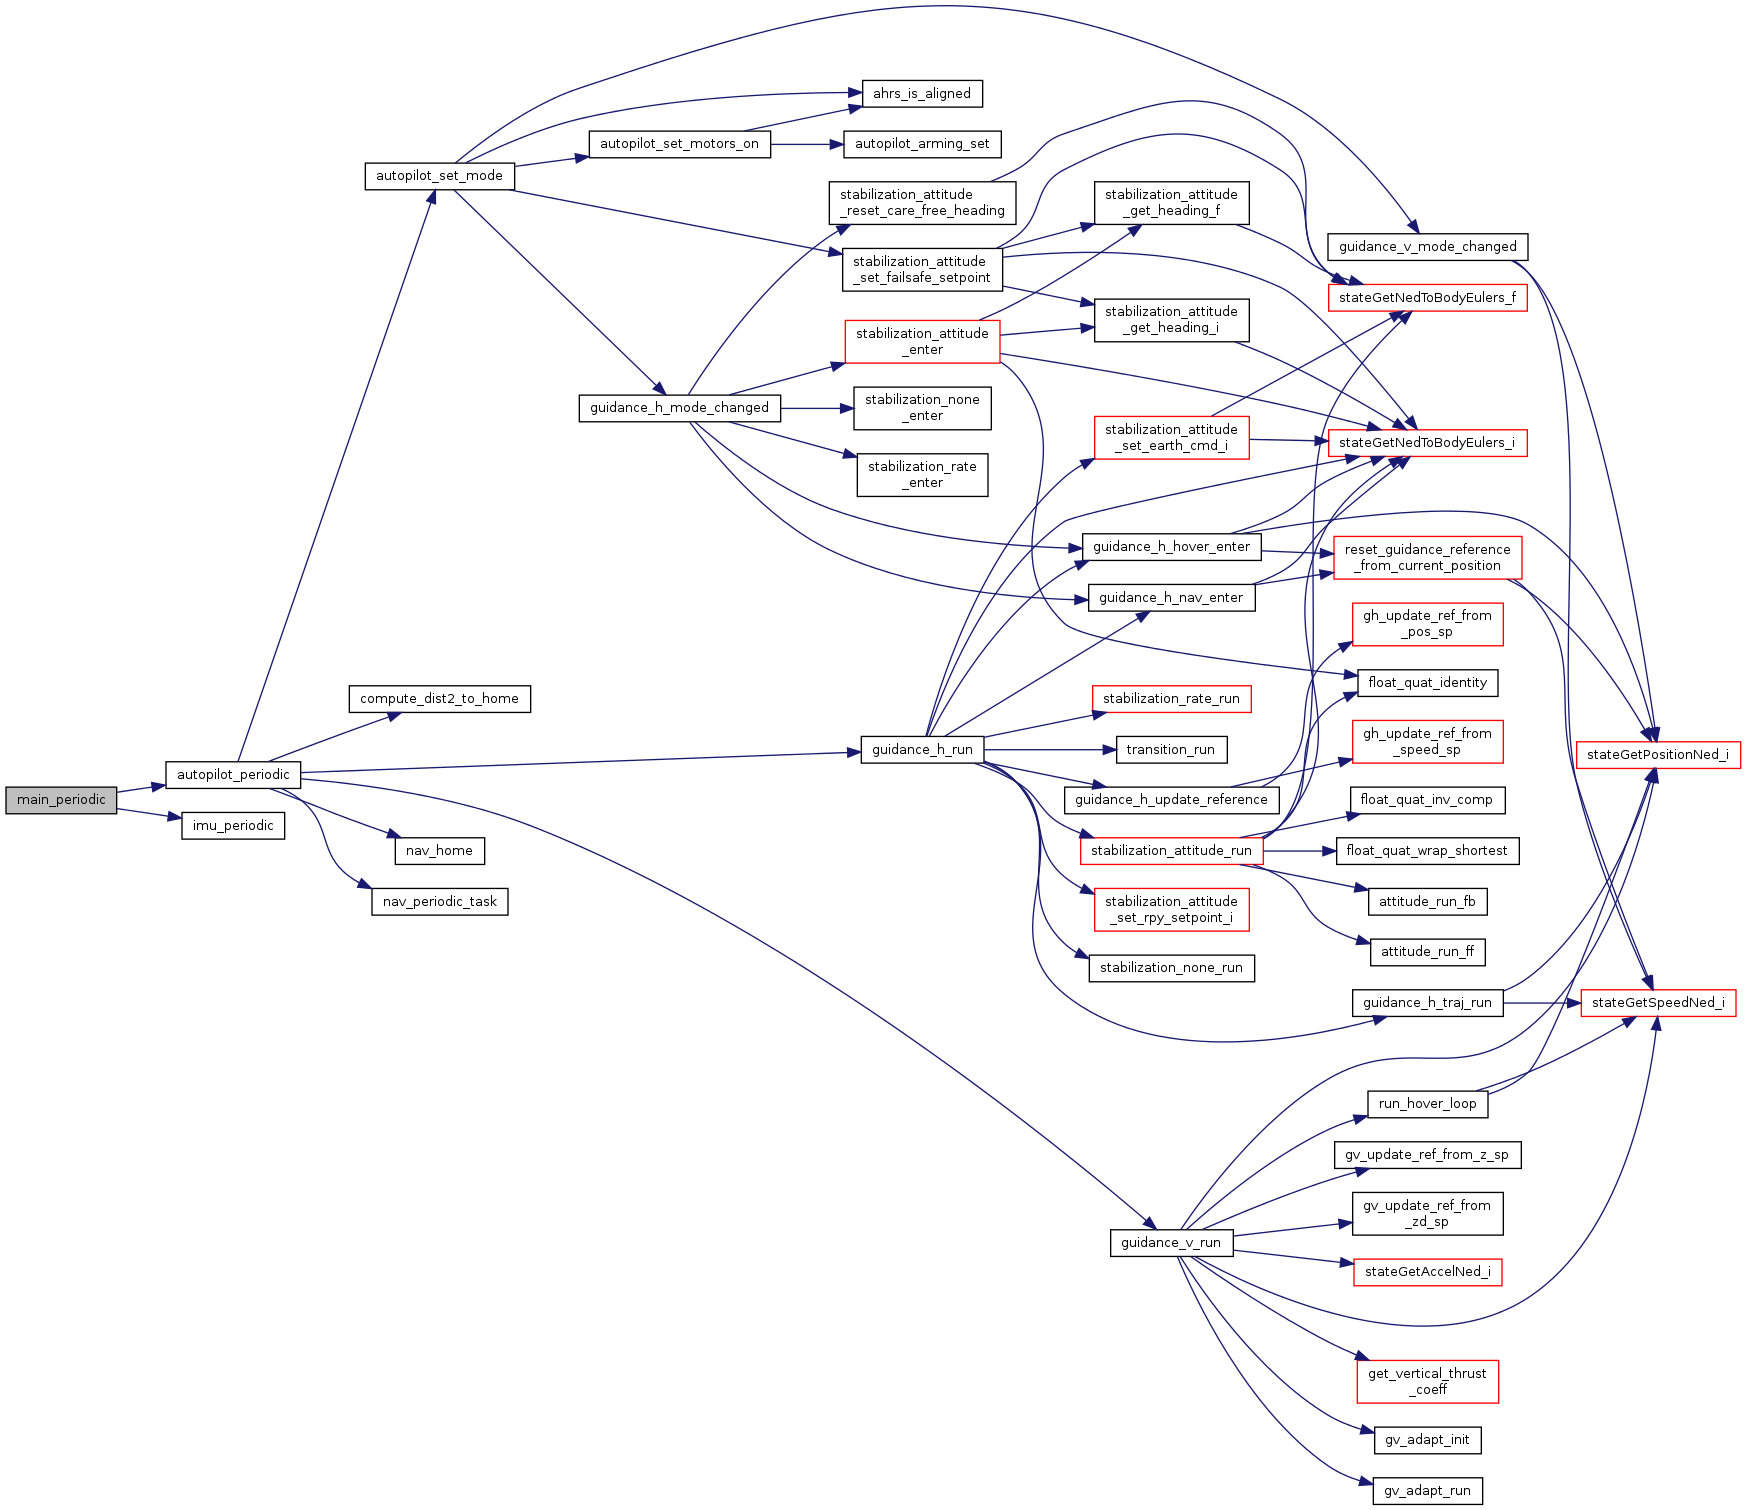 main_periodic
autopilot_periodic
imu_periodic
autopilot_set_mode
compute_dist2_to_home
nav_home
nav_periodic_task
autopilot_set_motors_on
guidance_h_mode_changed
ahrs_is_aligned
autopilot_arming_set
stabilization_attitude
_reset_care_free_heading
stabilization_attitude
_set_failsafe_setpoint
stabilization_attitude
_enter
stabilization_none
_enter
stabilization_rate
_enter
guidance_h_run
stabilization_attitude
_get_heading_f
stabilization_attitude
_get_heading_i
stabilization_attitude
_set_earth_cmd_i
guidance_h_hover_enter
guidance_h_nav_enter
stabilization_rate_run
transition_run
guidance_h_update_reference
stabilization_attitude_run
stabilization_attitude
_set_rpy_setpoint_i
stabilization_none_run
guidance_v_run
guidance_v_mode_changed
stateGetNedToBodyEulers_f
stateGetNedToBodyEulers_i
reset_guidance_reference
_from_current_position
gh_update_ref_from
_pos_sp
float_quat_identity
gh_update_ref_from
_speed_sp
float_quat_inv_comp
float_quat_wrap_shortest
attitude_run_fb
attitude_run_ff
guidance_h_traj_run
run_hover_loop
gv_update_ref_from_z_sp
gv_update_ref_from
_zd_sp
stateGetAccelNed_i
get_vertical_thrust
_coeff
gv_adapt_init
gv_adapt_run
stateGetPositionNed_i
stateGetSpeedNed_i